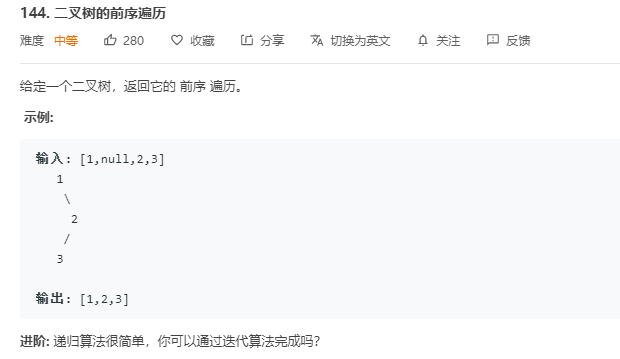 144. 二叉树的前序遍历
难度 中等 280 收藏 分享 切换为英文 关注 反馈
给定一个二叉树，返回它的 前序 遍历。
示例:
输入: [1,null,2,3]
1
\
2
/
3
输出: [1,2,3]
进阶: 递归算法很简单，你可以通过迭代算法完成吗？